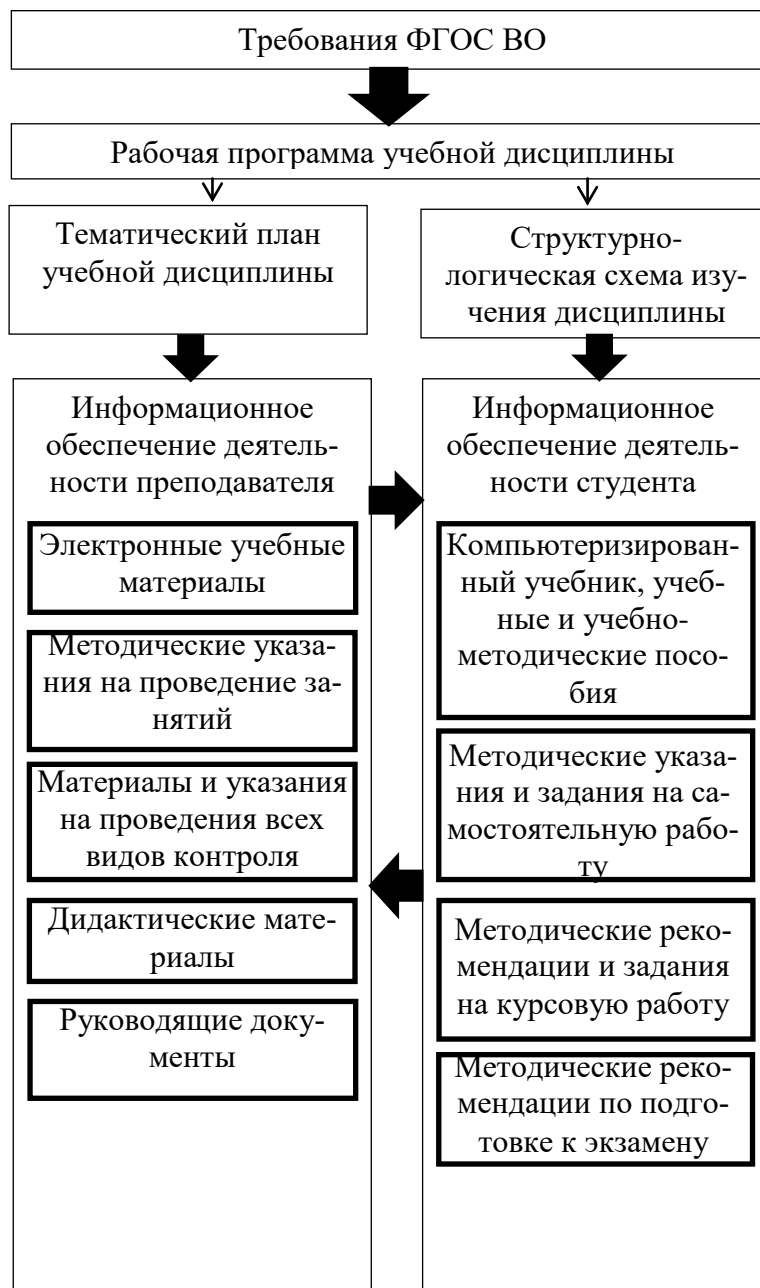 Требования ФГОС ВО
Рабочая программа учебной дисциплины
Тематический план
учебной дисциплины
Структурно-
логическая схема изу-
чения дисциплины
Информационное
обеспечение деятель-
ности преподавателя
Электронные учебные
материалы
Методические указа-
ния на проведение за-
нятий
Материалы и указания
на проведения всех
видов контроля
Дидактические мате-
риалы
Руководящие доку-
менты
Информационное
обеспечение деятель-
ности студента
Компьютеризирован-
ный учебник, учеб-
ные и учебно-
методические посо-
бия
Методические указа-
ния и задания на са-
мостоятельную рабо-
ту
Методические реко-
мендации и задания
на курсовую работу
Методические реко-
мендации по подго-
товке к экзамену